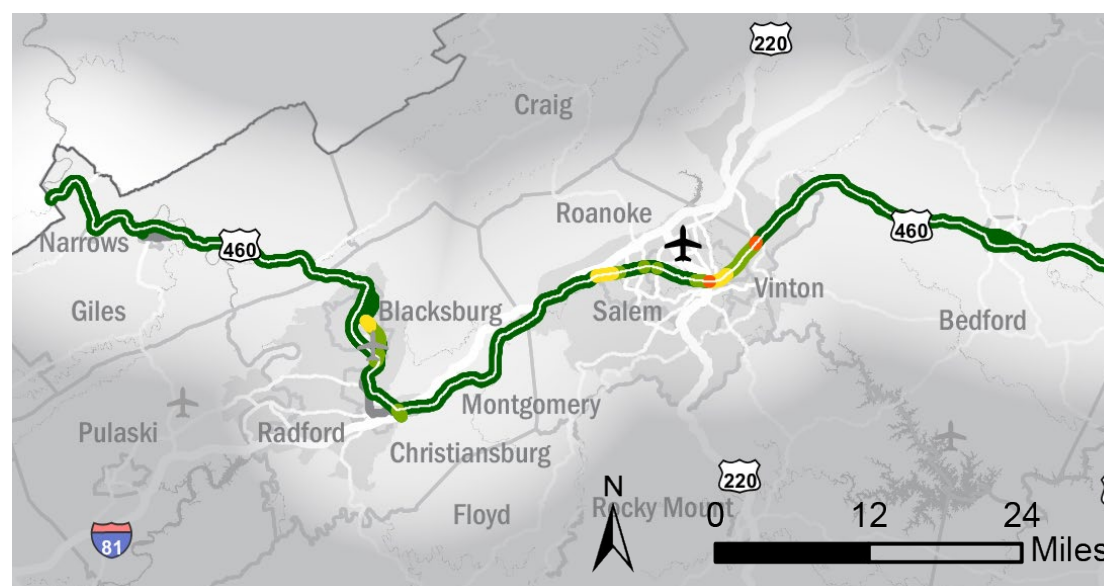 220
Craig
Roanoke
460
Narrows
460
Giles
Blacksburg
Salem
Vinton
Bedford
Montgomery
Pulaski
Radford
Christiansburg
Floyd
Rocky Mount
220
N
0 12 24
Miles
81